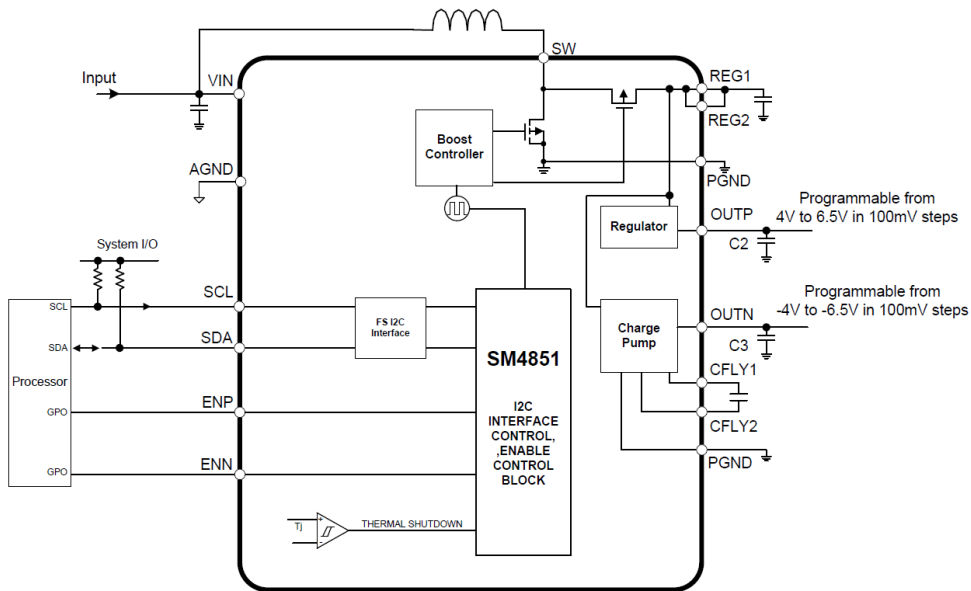 SW
Input
VIN
REG1
REG2
Boost
Controller
AGND
PGND
Programmable from
4V to 6.5V in 100mV steps
OUTP
Regulator
C2
System I/O
Programmable from
-4V to -6.5V in 100mV steps
SCL
SCL
FS I2C
Interface
OUTN
Charge
Pump
C3
SDA
SDA
SM4851
CFLY1
Processor
ENP
GPO
I2C
INTERFACE
CONTROL,
,ENABLE
CONTROL
BLOCK
CFLY2
PGND
ENN
GPO
Tj
+
-
THERMAL SHUTDOWN